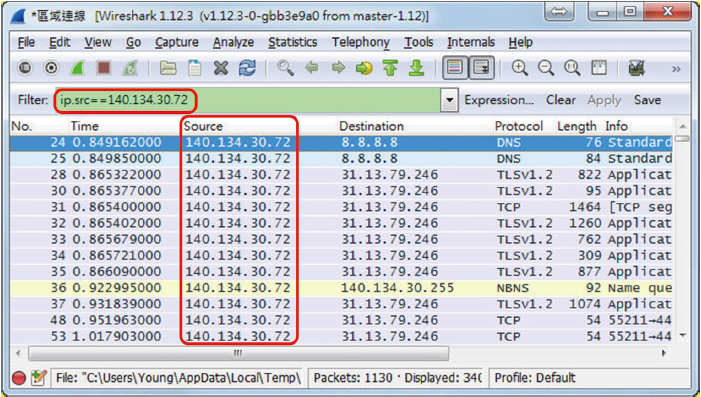 *區域連線 [Wireshark 1.12.3 (v1.12.3-0-gbb3e9a0 from master-1.12)]
File Edit View Go Capture Analyze Statistics Telephony Tools Internals Help
Filter: ip.src==140.134.30.72 Expression... Clear Apply Save
No. Time Source Destination Protocol Length Info
24 0.849162000 140.134.30.72 8.8.8.8 DNS 76 Standard
25 0.849850000 140.134.30.72 8.8.8.8 DNS 84 Standard
28 0.865322000 140.134.30.72 31.13.79.246 TLSv1.2 822 Applicat
30 0.865377000 140.134.30.72 31.13.79.246 TLSv1.2 95 Applicat
31 0.865400000 140.134.30.72 31.13.79.246 TCP 1464 [TCP seg
32 0.865402000 140.134.30.72 31.13.79.246 TLSv1.2 1260 Applicat
33 0.865679000 140.134.30.72 31.13.79.246 TLSv1.2 762 Applicat
34 0.865721000 140.134.30.72 31.13.79.246 TLSv1.2 309 Applicat
35 0.866090000 140.134.30.72 31.13.79.246 TLSv1.2 877 Applicat
36 0.922995000 140.134.30.72 140.134.30.255 NBNS 92 Name que
37 0.931839000 140.134.30.72 31.13.79.246 TLSv1.2 1074 Applicat
48 0.951963000 140.134.30.72 31.13.79.246 TCP 54 55211→44
53 1.017903000 140.134.30.72 31.13.79.246 TCP 54 55211→44
File: "C:\Users\Young\AppData\Local\Temp\ Packets: 1130 · Displayed: 340 Profile: Default